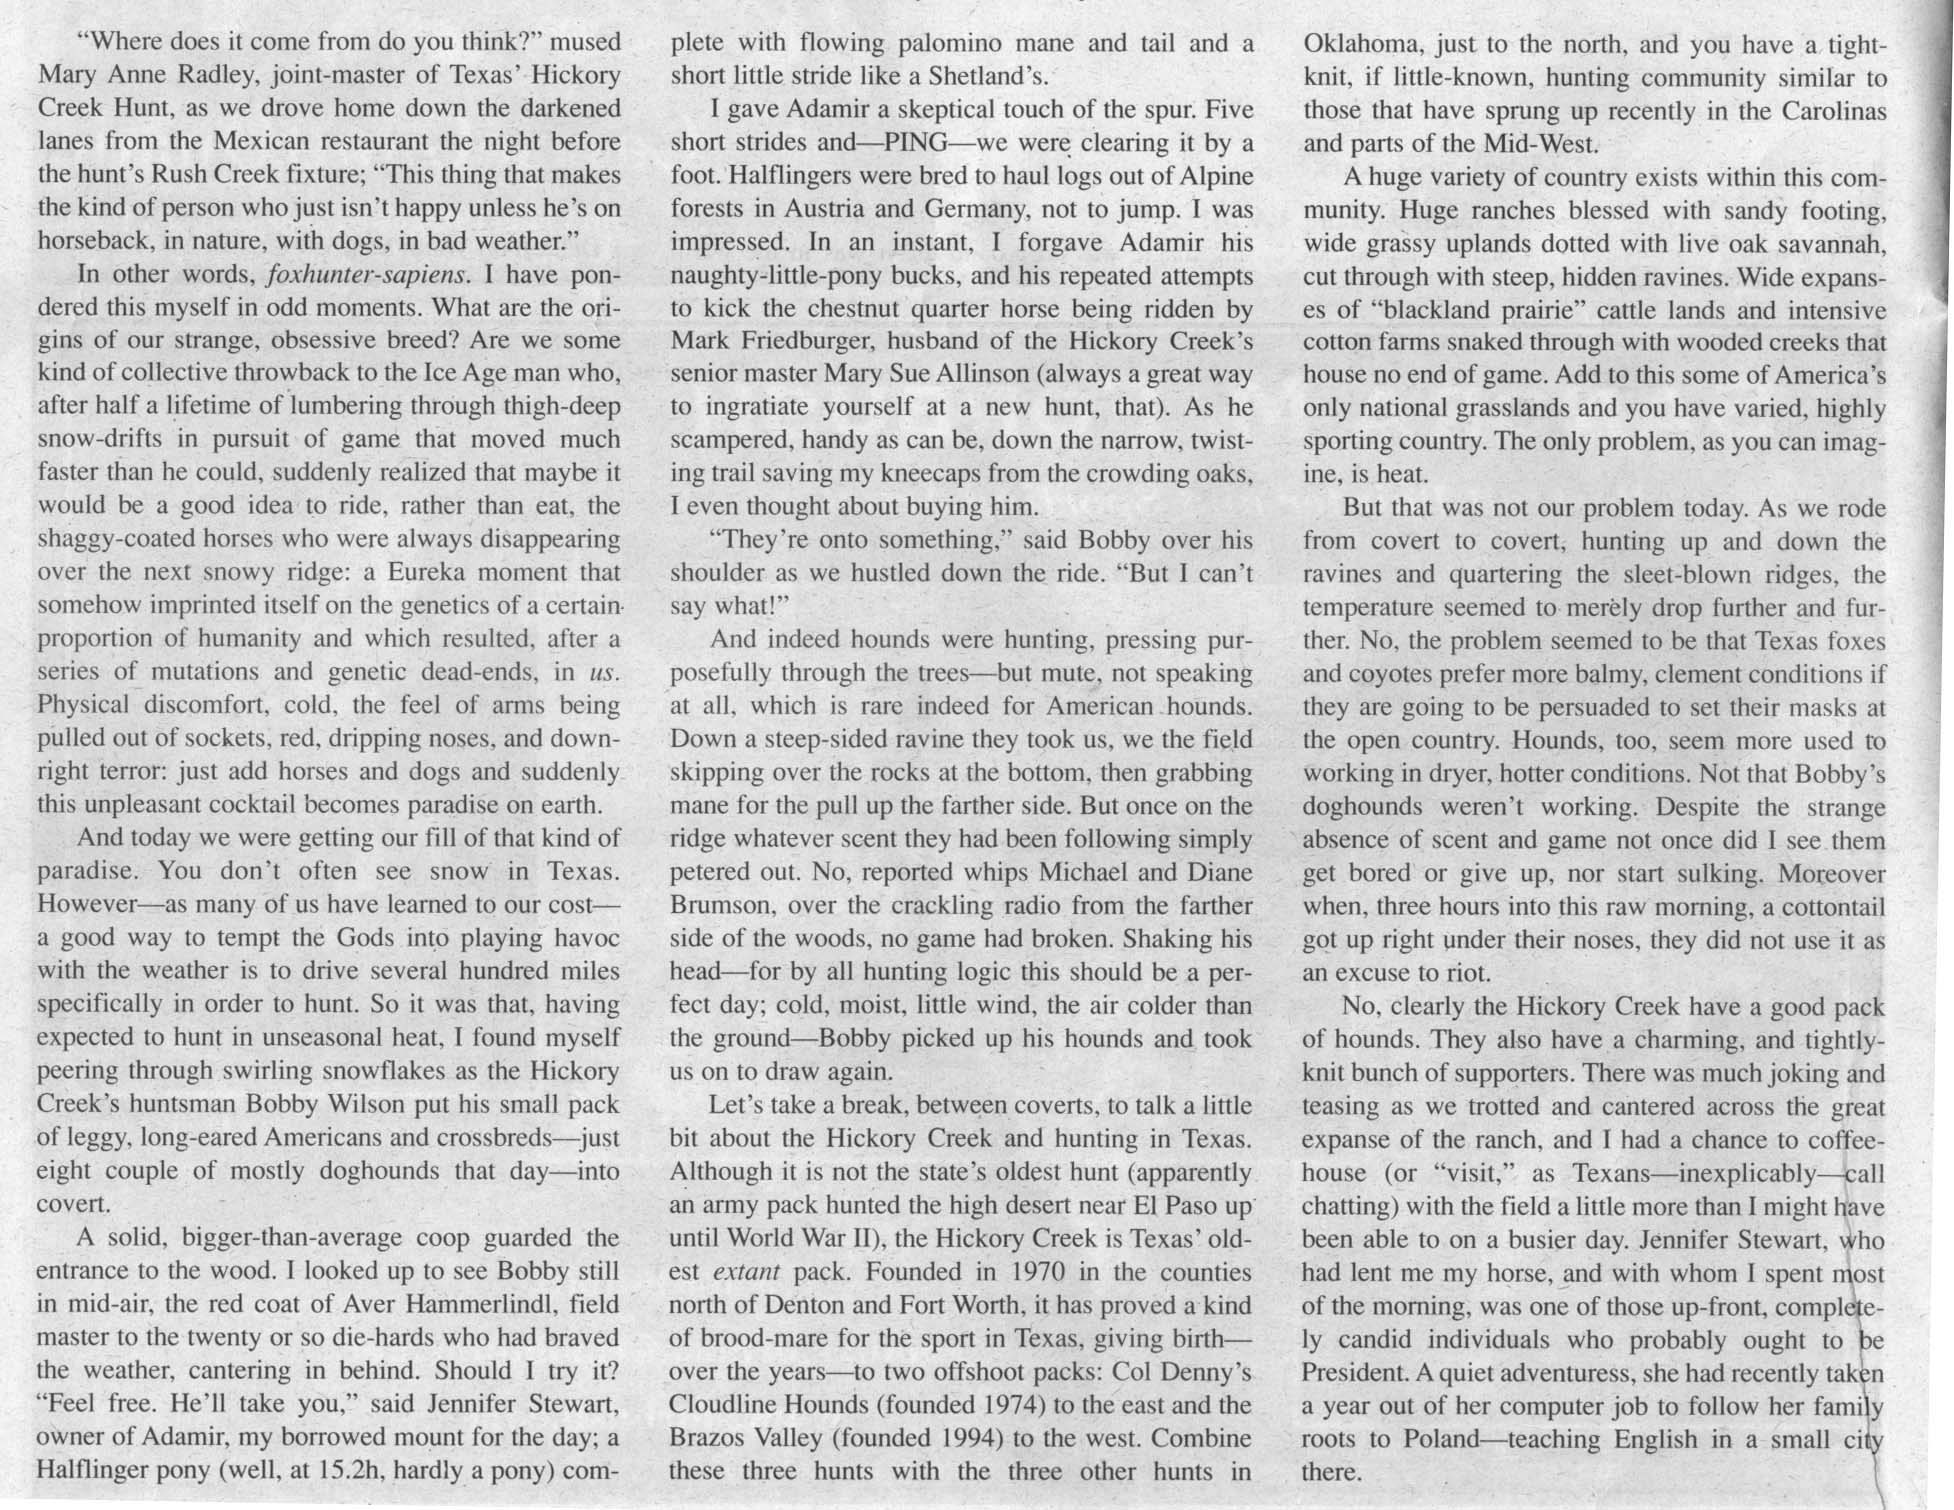 “Where does it come from do you think?” mused
Mary Anne Radley, joint-master of Texas’ Hickory
Creek Hunt, as we drove home down the darkened
lanes from the Mexican restaurant the night before
the hunt’s Rush Creek fixture; “This thing that makes
the kind of person who just isn’t happy unless he’s on
horseback, in nature, with dogs, in bad weather.”
In other words, foxhunter-sapiens. I have pon-
dered this myself in odd moments. What are the ori-
gins of our strange, obsessive breed? Are we some
kind of collective throwback to the Ice Age man who,
after half a lifetime of lumbering through thigh-deep
snow-drifts in pursuit of game that moved much
faster than he could, suddenly realized that maybe it
would be a good idea to ride, rather than eat, the
shaggy-coated horses who were always disappearing
over the next snowy ridge: a Eureka moment that
somehow imprinted itself on the genetics of a certain
proportion of humanity and which resulted, after a
series of mutations and genetic dead-ends, in us.
Physical discomfort, cold, the feel of arms being
pulled out of sockets, red, dripping noses, and down-
right terror: just add horses and dogs and suddenly
this unpleasant cocktail becomes paradise on earth.
And today we were getting our fill of that kind of
paradise. You don’t often see snow in Texas.
However—as many of us have learned to our cost—
a good way to tempt the Gods into playing havoc
with the weather is to drive several hundred miles
specifically in order to hunt. So it was that, having
expected to hunt in unseasonal heat, I found myself
peering through swirling snowflakes as the Hickory
Creek’s huntsman Bobby Wilson put his small pack
of leggy, long-eared Americans and crossbreds—just
eight couple of mostly doghounds that day—into
covert.
A solid, bigger-than-average coop guarded the
entrance to the wood. I looked up to see Bobby still
in mid-air, the red coat of Aver Hammerlindl, field
master to the twenty or so die-hards who had braved
the weather, cantering in behind. Should I try it?
“Feel free. He’ll take you,” said Jennifer Stewart,
owner of Adamir, my borrowed mount for the day; a
Halflinger pony (well, at 15.2h, hardly a pony) com-
plete with flowing palomino mane and tail and a
short little stride like a Shetland’s.
I gave Adamir a skeptical touch of the spur. Five
short strides and—PING—we were clearing it by a
foot. Halflingers were bred to haul logs out of Alpine
forests in Austria and Germany, not to jump. I was
impressed. In an instant, I forgave Adamir his
naughty-little-pony bucks, and his repeated attempts
to kick the chestnut quarter horse being ridden by
Mark Friedburger, husband of the Hickory Creek’s
senior master Mary Sue Allinson (always a great way
to ingratiate yourself at a new hunt, that). As he
scampered, handy as can be, down the narrow, twist-
ing trail saving my kneecaps from the crowding oaks,
I even thought about buying him.
“They’re onto something,” said Bobby over his
shoulder as we hustled down the ride. “But I can’t
say what!”
And indeed hounds were hunting, pressing pur-
posefully through the trees—but mute, not speaking
at all, which is rare indeed for American hounds.
Down a steep-sided ravine they took us, we the field
skipping over the rocks at the bottom, then grabbing
mane for the pull up the farther side. But once on the
ridge whatever scent they had been following simply
petered out. No, reported whips Michael and Diane
Brumson, over the crackling radio from the farther
side of the woods, no game had broken. Shaking his
head—for by all hunting logic this should be a per-
fect day; cold, moist, little wind, the air colder than
the ground—Bobby picked up his hounds and took
us on to draw again.
Let’s take a break, between coverts, to talk a little
bit about the Hickory Creek and hunting in Texas.
Although it is not the state’s oldest hunt (apparently
an army pack hunted the high desert near El Paso up
until World War II), the Hickory Creek is Texas’ old-
est extant pack. Founded in 1970 in the counties
north of Denton and Fort Worth, it has proved a kind
of brood-mare for the sport in Texas, giving birth—
over the years—to two offshoot packs: Col Denny’s
Cloudline Hounds (founded 1974) to the east and the
Brazos Valley (founded 1994) to the west. Combine
these three hunts with the three other hunts in
Oklahoma, just to the north, and you have a tight-
knit, if little-known, hunting community similar to
those that have sprung up recently in the Carolinas
and parts of the Mid-West.
A huge variety of country exists within this com-
munity. Huge ranches blessed with sandy footing,
wide grassy uplands dotted with live oak savannah,
cut through with steep, hidden ravines. Wide expans-
es of “blackland prairie” cattle lands and intensive
cotton farms snaked through with wooded creeks that
house no end of game. Add to this some of America’s
only national grasslands and you have varied, highly
sporting country. The only problem, as you can imag-
ine, is heat.
But that was not our problem today. As we rode
from covert to covert, hunting up and down the
ravines and quartering the sleet-blown ridges, the
temperature seemed to merely drop further and fur-
ther. No, the problem seemed to be that Texas foxes
and coyotes prefer more balmy, clement conditions if
they are going to be persuaded to set their masks at
the open country. Hounds, too, seem more used to
working in dryer, hotter conditions. Not that Bobby’s
doghounds weren’t working. Despite the strange
absence of scent and game not once did I see them
get bored or give up, nor start sulking. Moreover
when, three hours into this raw morning, a cottontail
got up right under their noses, they did not use it as
an excuse to riot.
No, clearly the Hickory Creek have a good pack
of hounds. They also have a charming, and tightly-
knit bunch of supporters. There was much joking and
teasing as we trotted and cantered across the great
expanse of the ranch, and I had a chance to coffee-
house (or “visit,” as Texans—inexplicably—call
chatting) with the field a little more than I might have
been able to on a busier day. Jennifer Stewart, who
had lent me my horse, and with whom I spent most
of the morning, was one of those up-front, complete-
ly candid individuals who probably ought to be
President. A quiet adventuress, she had recently taken
a year out of her computer job to follow her family
roots to Poland—teaching English in a small city
there.